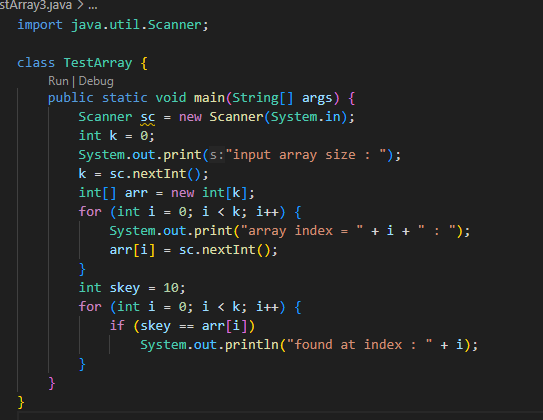 stArray3.java > ...
import java.util.Scanner;
class TestArray {
Run | Debug
public static void main(String[] args) {
Scanner sc = new Scanner(System.in);
int k = 0;
System.out.print(s:"input array size : ");
k = sc.nextInt();
int[] arr = new int[k];
for (int i = 0; i < k; i++) {
System.out.print("array index = " + i + " : ");
arr[i] = sc.nextInt();
}
int skey = 10;
for (int i = 0; i < k; i++) {
if (skey == arr[i])
System.out.println("found at index : " + i);
}
}
}